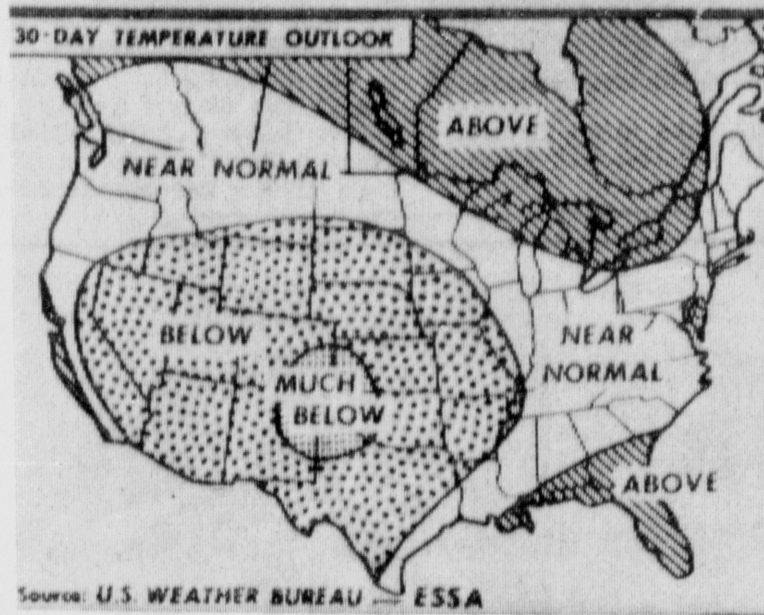 30-DAY TEMPERATURE OUTLOOK
ABOVE
NEAR NORMAL
BELOW
MUCH
BELOW
NEAR
NORMAL
ABOVE
Source: U.S. WEATHER BUREAU — ESSA